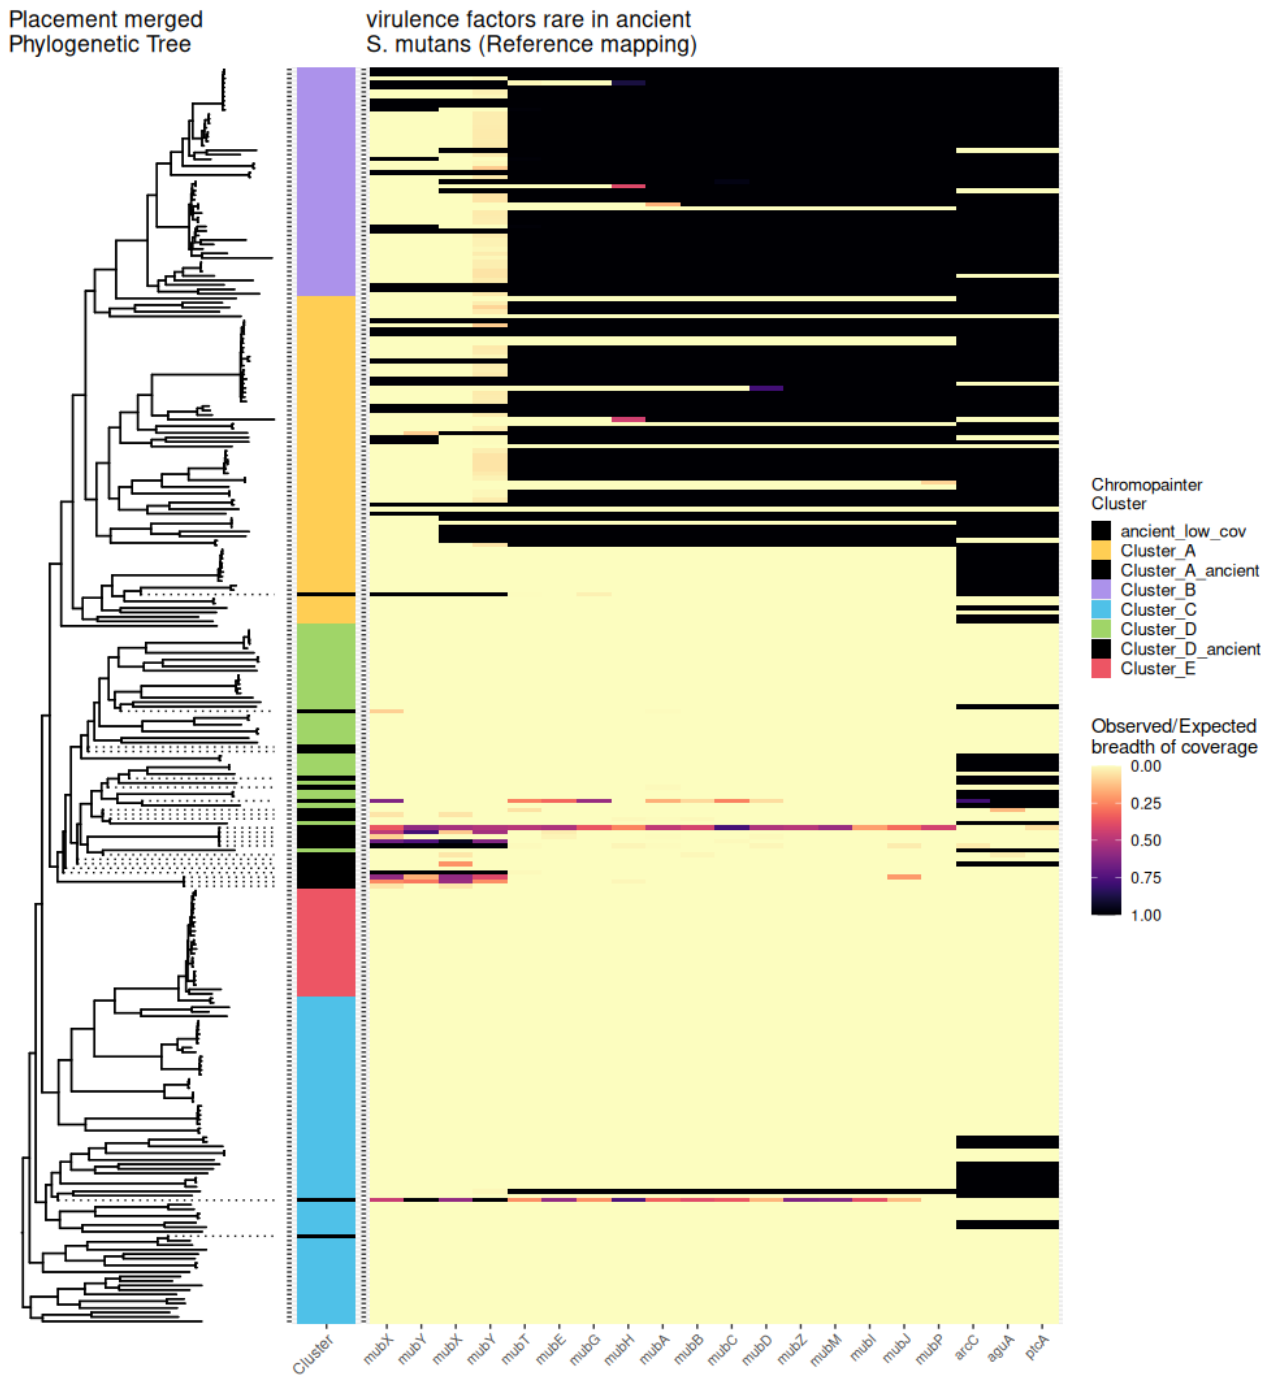 Placement merged
Phylogenetic Tree
virulence factors rare in ancient
S. mutans (Reference mapping)
Chromopainter
Cluster
ancient_low_cov
Cluster_A
Cluster_A_ancient
Cluster_B
Cluster_C
Cluster_D
Cluster_D_ancient
Cluster_E
Observed/Expected
breadth of coverage
0.00
0.25
0.50
0.75
1.00
Cluster
mubX
mubY
mubX
mubY
mubT
mubE
mubG
mubH
mubA
mubB
mubC
mubD
mubZ
mubM
mubI
mubJ
mubP
arcC
aguA
ptcA